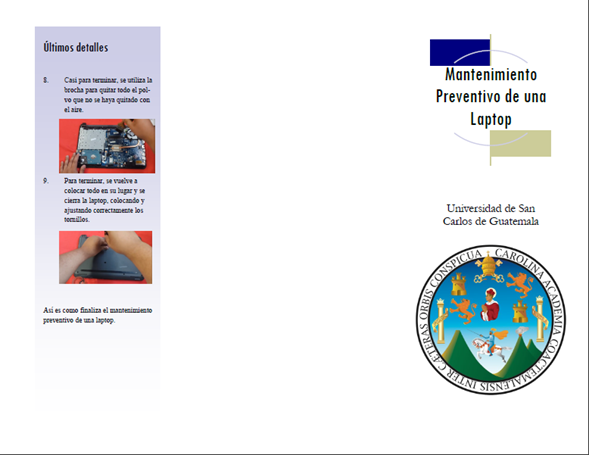 Últimos detalles
8. Casi para terminar, se utiliza la
brocha para quitar todo el pol-
vo que no se haya quitado con
el aire.
9. Para terminar, se vuelve a
colocar todo en su lugar y se
cierra la laptop, colocando y
ajustando correctamente los
tornillos.
Así es como finaliza el mantenimiento
preventivo de una laptop.
Mantenimiento
Preventivo de una
Laptop
Universidad de San
Carlos de Guatemala
CAROLINA ACADEMIA COACTEMALENSIS INTER CÆTERAS ORBIS CONSPICUA